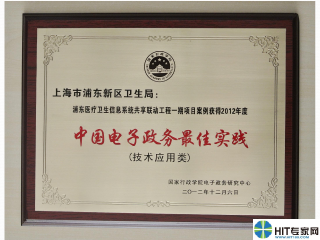 上海市浦东新区卫生局：
浦东医疗卫生信息系统共享联动工程一期项目案例获得2012年度
中国电子政务最佳实践
(技术应用类)
国家行政学院电子政务研究中心
二〇一二年十二月六日
HIT专家网